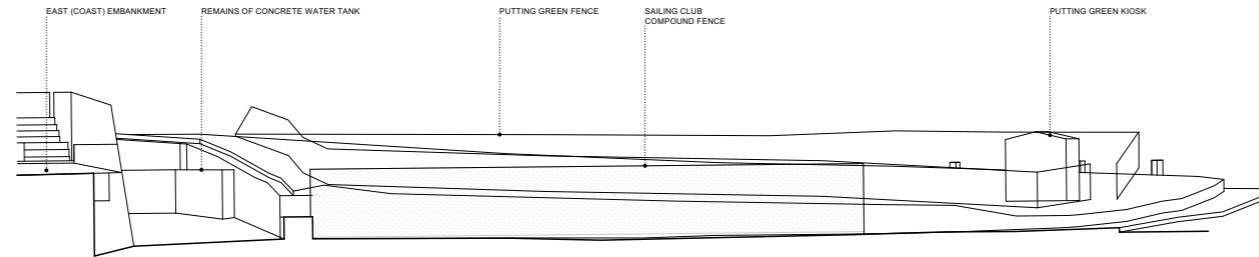 EAST (COAST) EMBANKMENT
REMAINS OF CONCRETE WATER TANK
PUTTING GREEN FENCE
SAILING CLUB
COMPOUND FENCE
PUTTING GREEN KIOSK